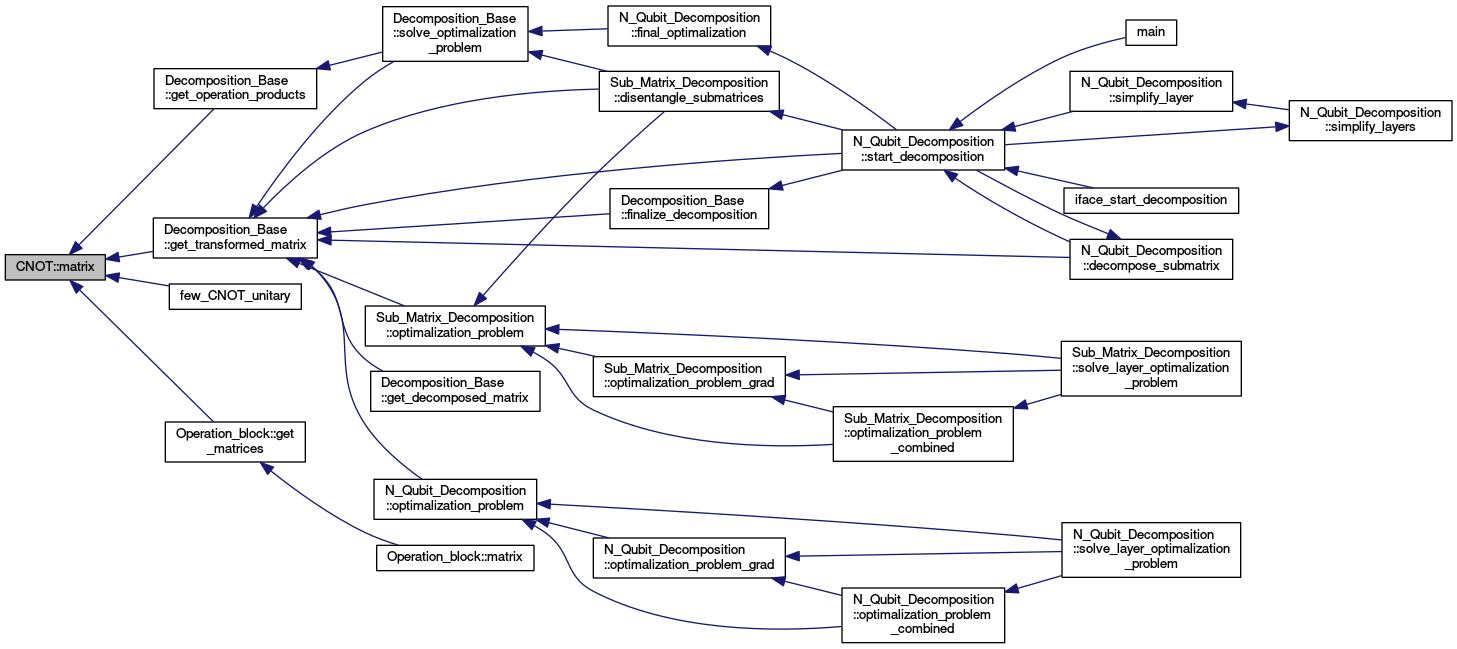 CNOT::matrix
Decomposition_Base
::get_operation_products
Decomposition_Base
::get_transformed_matrix
few_CNOT_unitary
Operation_block::get
_matrices
Decomposition_Base
::solve_optimalization
_problem
Sub_Matrix_Decomposition
::optimalization_problem
Decomposition_Base
::get_decomposed_matrix
N_Qubit_Decomposition
::optimalization_problem
Operation_block::matrix
N_Qubit_Decomposition
::final_optimalization
Sub_Matrix_Decomposition
::disentangle_submatrices
Decomposition_Base
::finalize_decomposition
Sub_Matrix_Decomposition
::optimalization_problem_grad
N_Qubit_Decomposition
::optimalization_problem_grad
N_Qubit_Decomposition
::start_decomposition
Sub_Matrix_Decomposition
::optimalization_problem
_combined
N_Qubit_Decomposition
::optimalization_problem
_combined
main
N_Qubit_Decomposition
::simplify_layer
iface_start_decomposition
N_Qubit_Decomposition
::decompose_submatrix
Sub_Matrix_Decomposition
::solve_layer_optimalization
_problem
N_Qubit_Decomposition
::solve_layer_optimalization
_problem
N_Qubit_Decomposition
::simplify_layers